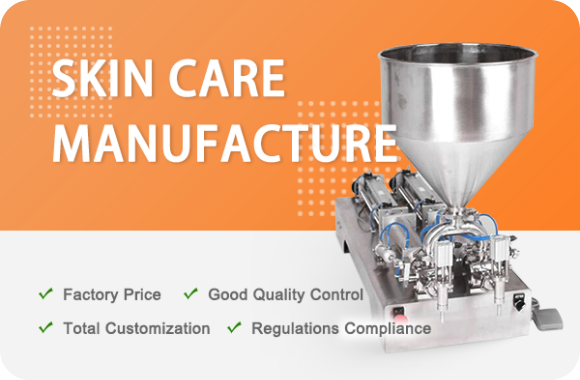 SKIN CARE
MANUFACTURE
Factory Price
Good Quality Control
Total Customization
Regulations Compliance